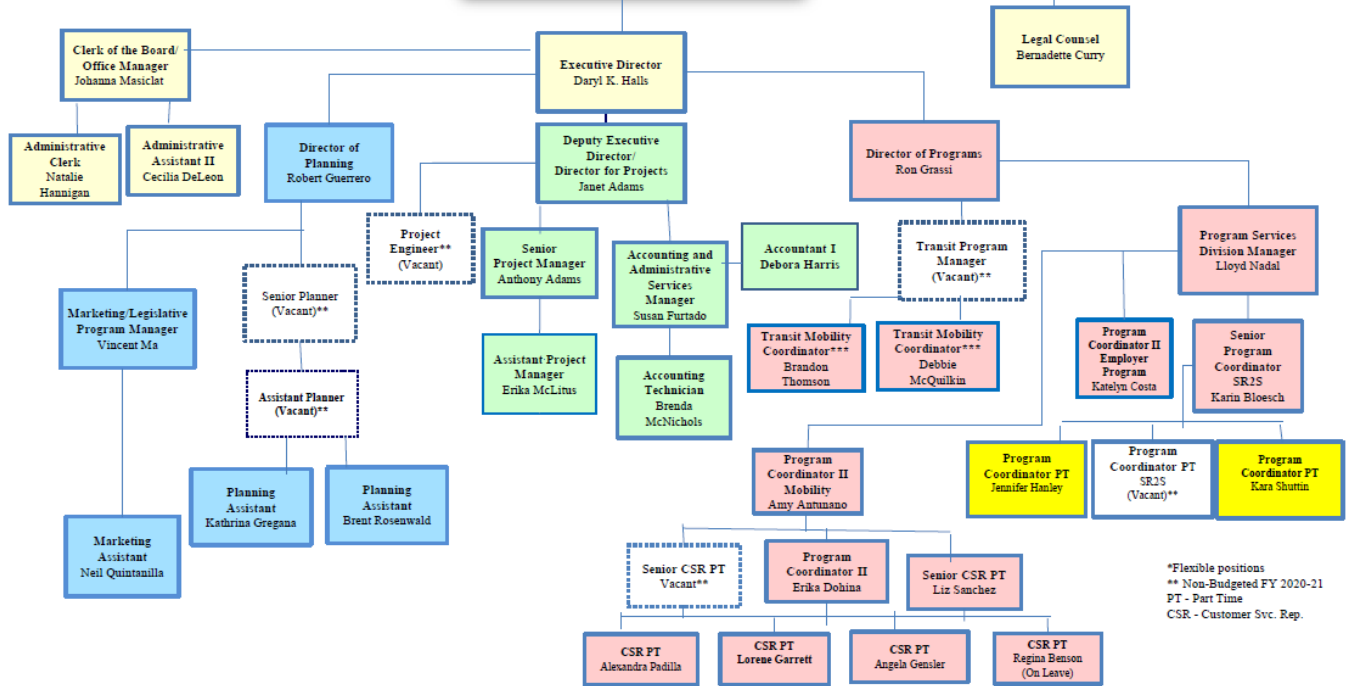 Legal Counsel
Bernadette Curry
Clerk of the Board/
Office Manager
Johanna Masiclat
Executive Director
Daryl K. Halls
Administrative
Clerk
Natalie
Hannigan
Administrative
Assistant II
Cecilia DeLeon
Director of
Planning
Robert Guerrero
Deputy Executive
Director/
Director for Projects
Janet Adams
Director of Programs
Ron Grassi
Project
Engineer**
(Vacant)
Senior
Project Manager
Anthony Adams
Accounting and
Administrative
Services
Manager
Susan Furtado
Accountant I
Debora Harris
Transit Program
Manager
(Vacant)**
Program Services
Division Manager
Lloyd Nadal
Marketing/Legislative
Program Manager
Vincent Ma
Senior Planner
(Vacant)**
Assistant Planner
(Vacant)**
Assistant Project
Manager
Erika McLitus
Accounting
Technician
Brenda
McNichols
Transit Mobility
Coordinator***
Brandon
Thomson
Transit Mobility
Coordinator***
Debbie
McQuilkin
Program
Coordinator II
Employer
Program
Katelyn Costa
Senior
Program
Coordinator
SR2S
Karin Bloesch
Planning
Assistant
Kathrina Gregana
Planning
Assistant
Brent Rosenwald
Marketing
Assistant
Neil Quintanilla
Program
Coordinator II
Mobility
Amy Antunano
Program
Coordinator PT
Jennifer Hanley
Program
Coordinator PT
SR2S
(Vacant)**
Program
Coordinator PT
Kara Shuttin
Senior CSR PT
Vacant**
Program
Coordinator II
Erika Dohina
Senior CSR PT
Liz Sanchez
CSR PT
Alexandra Padilla
CSR PT
Lorene Garrett
CSR PT
Angela Gensler
CSR PT
Regina Benson
(On Leave)
*Flexible positions
** Non-Budgeted FY 2020-21
PT - Part Time
CSR - Customer Svc. Rep.